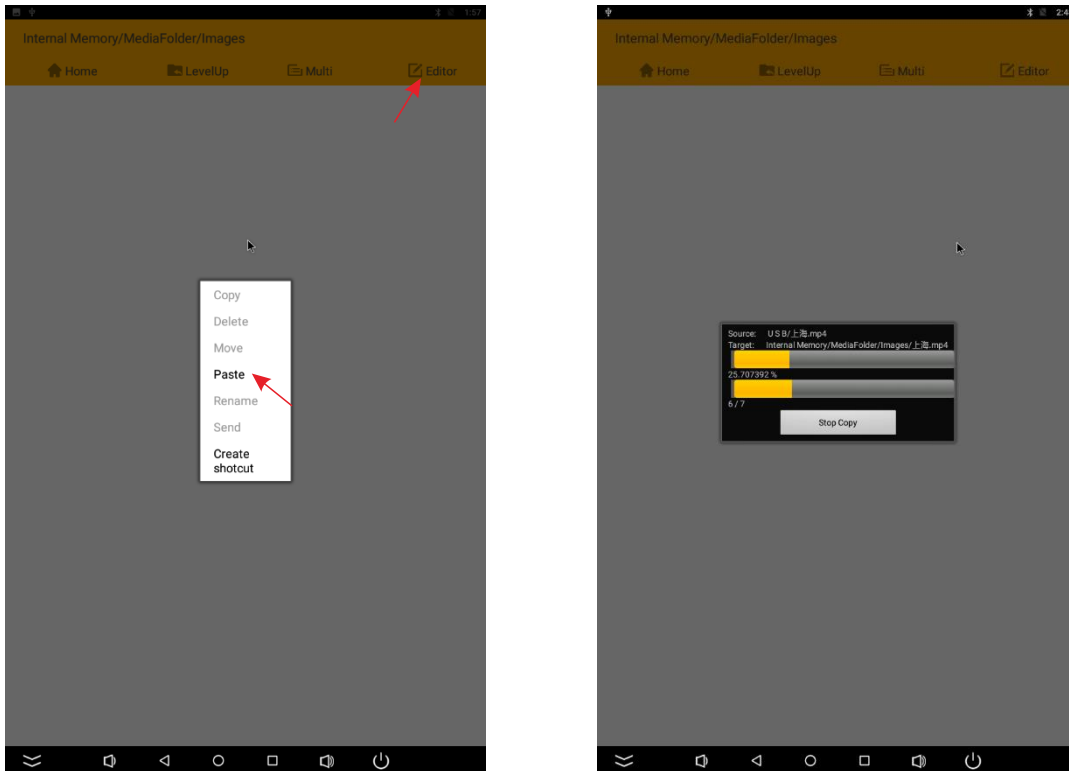 1:57
Internal Memory/MediaFolder/Images
Home LevelUp Multi Editor
Copy
Delete
Move
Paste
Rename
Send
Create
shotcut
2:4
Internal Memory/MediaFolder/Images
Home LevelUp Multi Editor
Source: USB/上海.mp4
Target: Internal Memory/MediaFolder/Images/上海.mp4
25.707392 %
6 / 7
Stop Copy